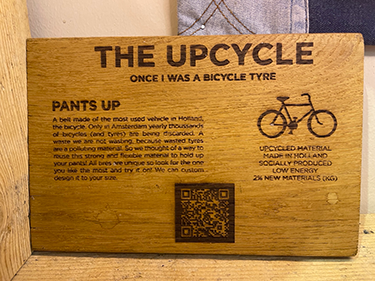 THE UPCYCLE
ONCE I WAS A BICYCLE TYRE
PANTS UP
A belt made of the most used vehicle in Holland,
the bicycle. Only in Amsterdam yearly thousands
of bicycles (and tyres) are being discarded. A
waste we are not washing, because wasted tyres
are a polluting material. So we thought of a way to
reuse this strong and flexible material to hold up
your pants! All sizes unique so look for the one
you like the most and try it on! We can custom
design it to your size.
UPCYCLED MATERIAL
MADE IN HOLLAND
SOCIALLY PRODUCED
LOW ENERGY
2% NEW MATERIALS (KG)